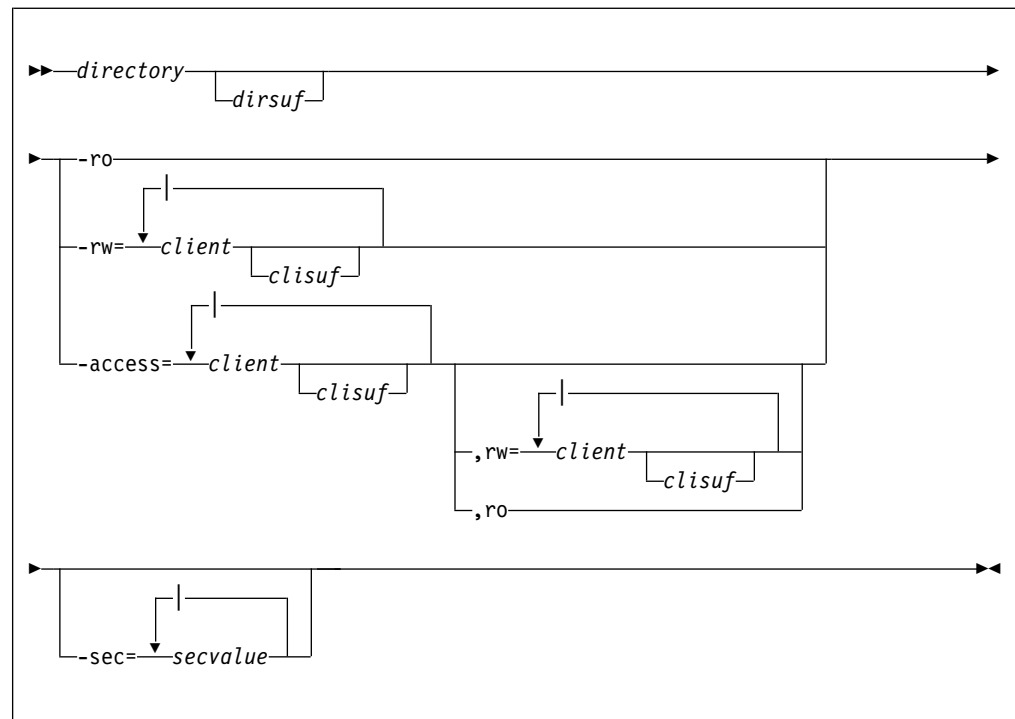 directory
dirsuf
-ro
|
-rw= client
clisuf
|
-access= client
clisuf
|
,rw= client
clisuf
,ro
|
-sec= secvalue